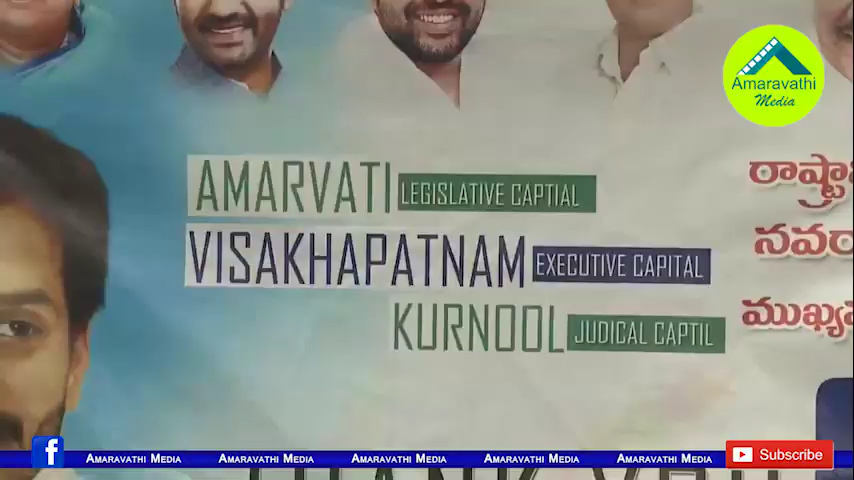 Amaravathi
Media
AMARVATI LEGISLATIVE CAPTIAL
VISAKHAPATNAM EXECUTIVE CAPITAL
KURNOOL JUDICAL CAPTIL
f AMARAVATHI MEDIA AMARAVATHI MEDIA AMARAVATHI MEDIA AMARAVATHI MEDIA AMARAVATHI MEDIA Subscribe